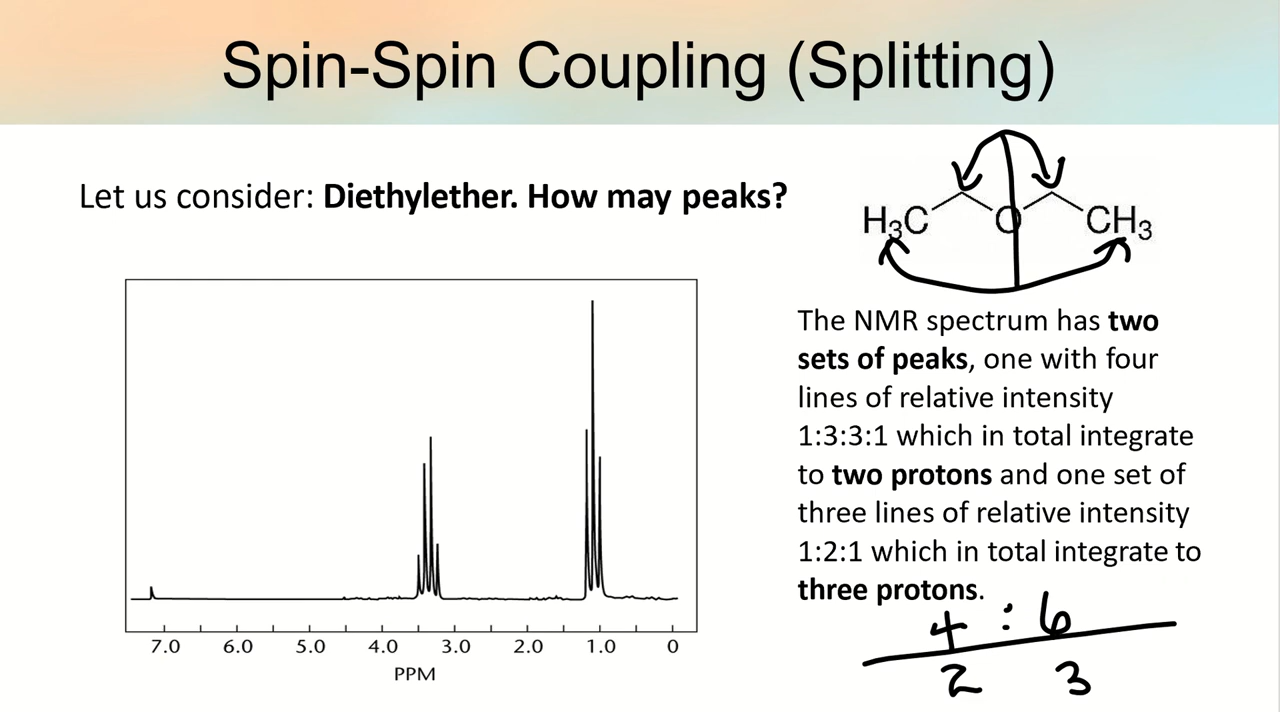 Spin-Spin Coupling (Splitting)
Let us consider: Diethylether. How may peaks?
H₃C O CH₃
The NMR spectrum has two
sets of peaks, one with four
lines of relative intensity
1:3:3:1 which in total integrate
to two protons and one set of
three lines of relative intensity
1:2:1 which in total integrate to
three protons.
4 : 6
2 3
7.0 6.0 5.0 4.0 3.0 2.0 1.0 0
PPM